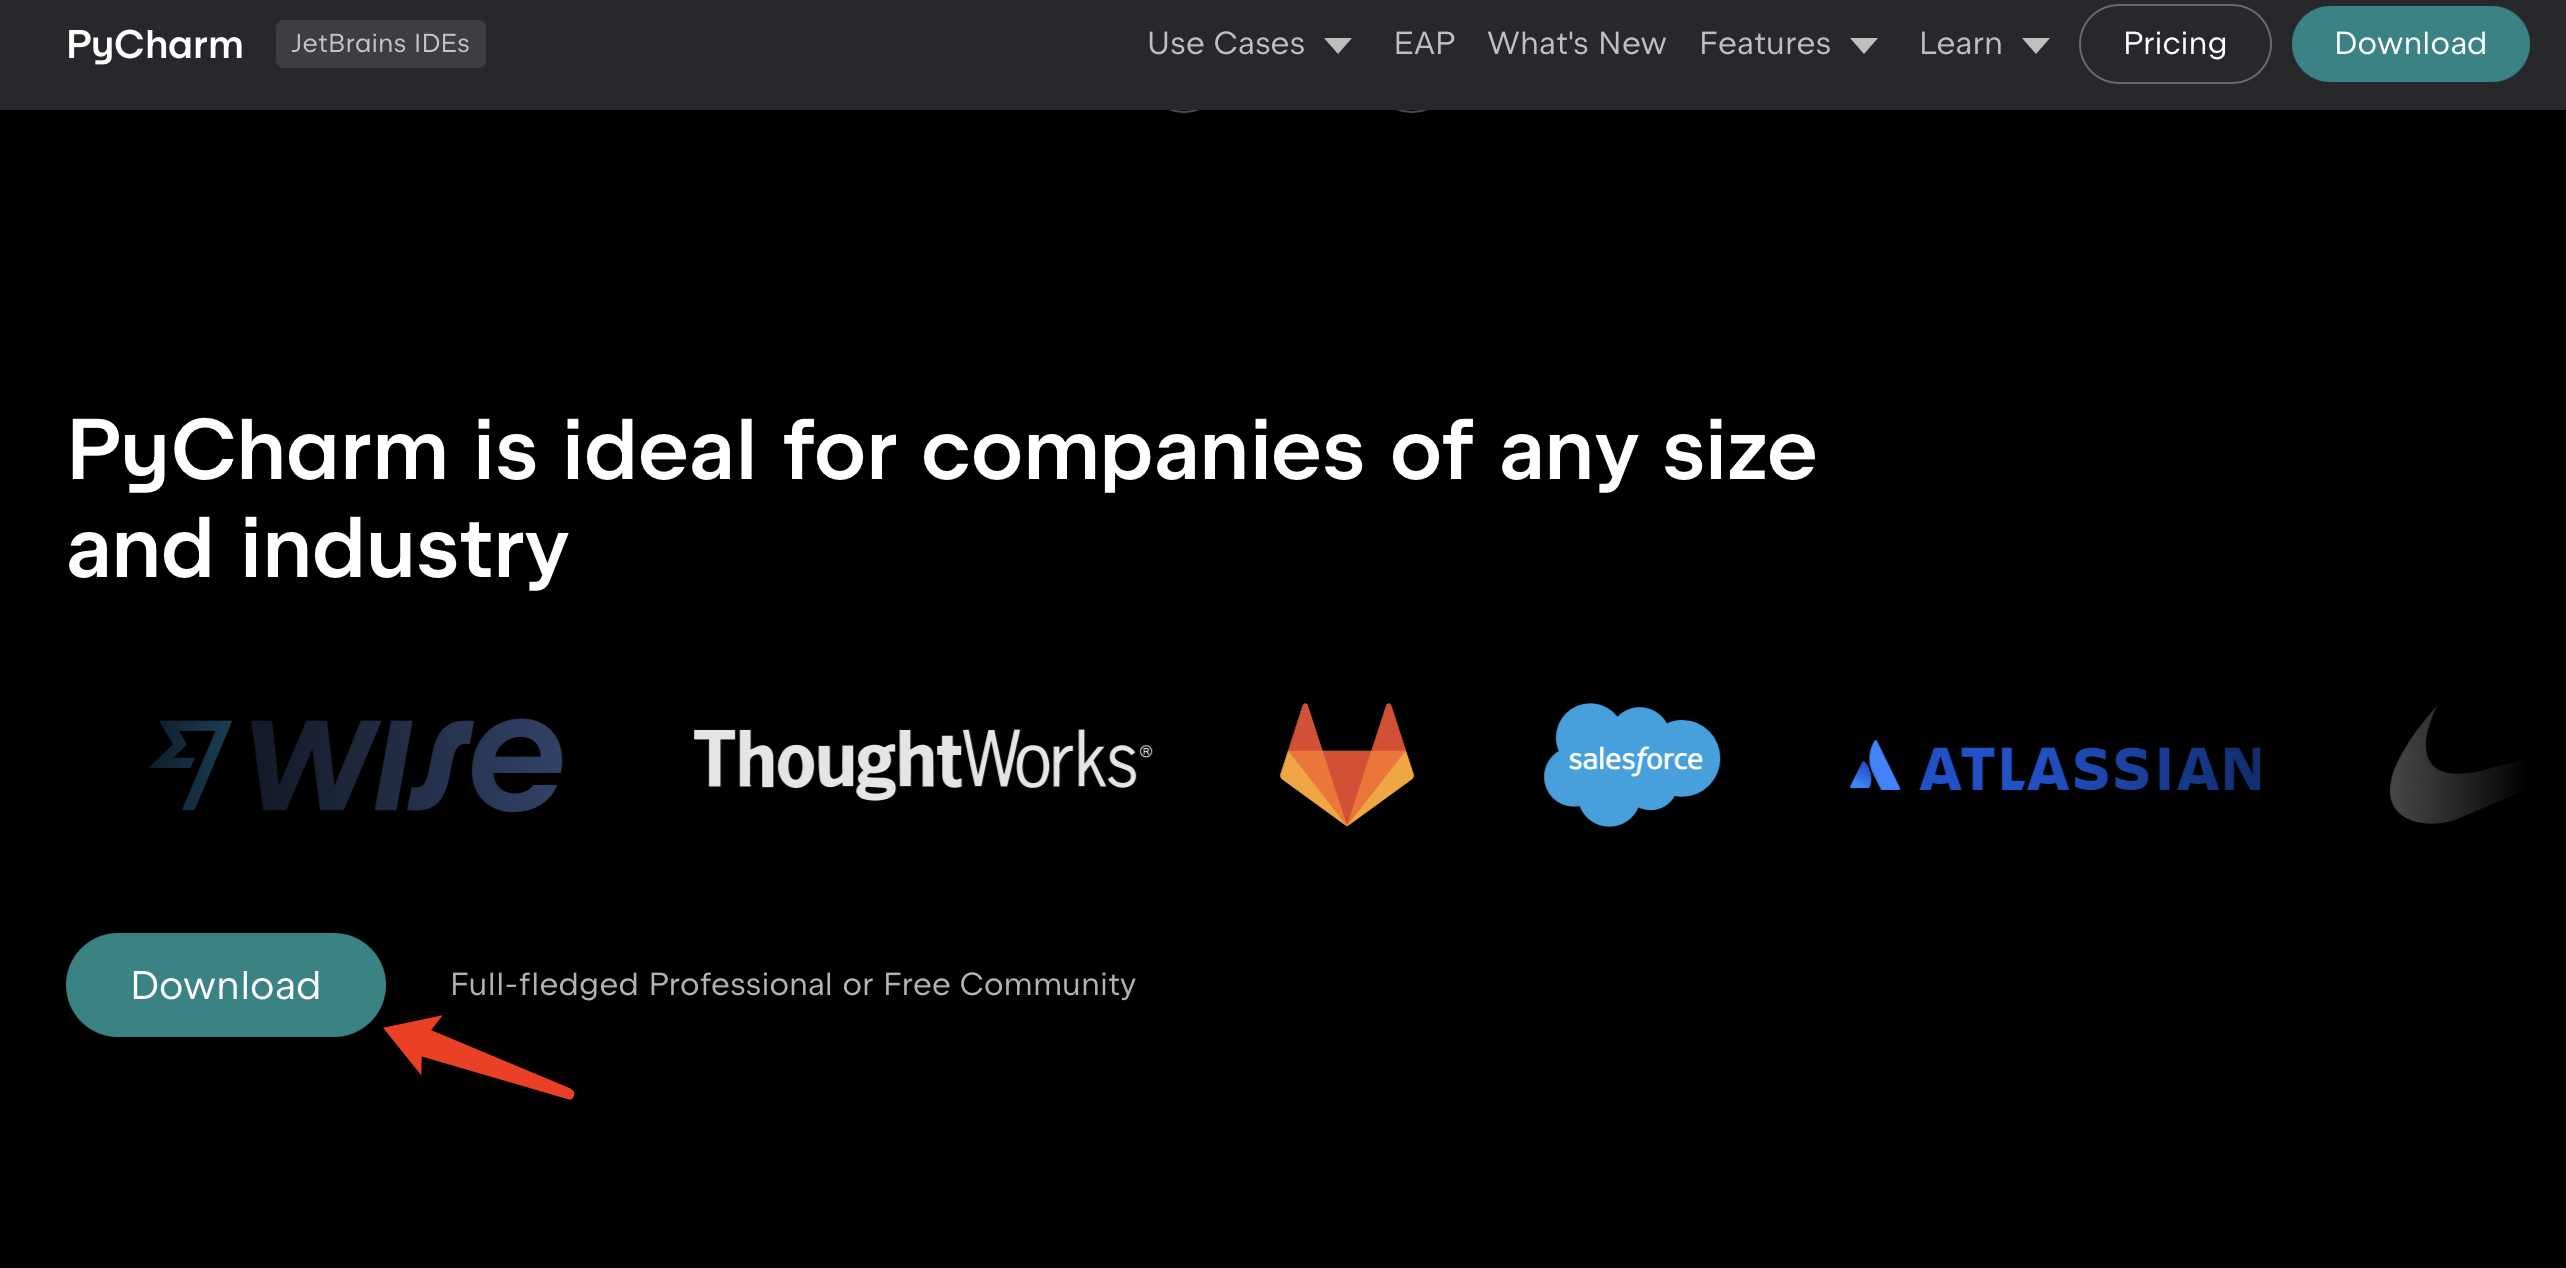 PyCharm
JetBrains IDEs
Use Cases
EAP
What's New
Features
Learn
Pricing
Download
PyCharm is ideal for companies of any size
and industry
wise
ThoughtWorks®
salesforce
ATLASSIAN
Download
Full-fledged Professional or Free Community